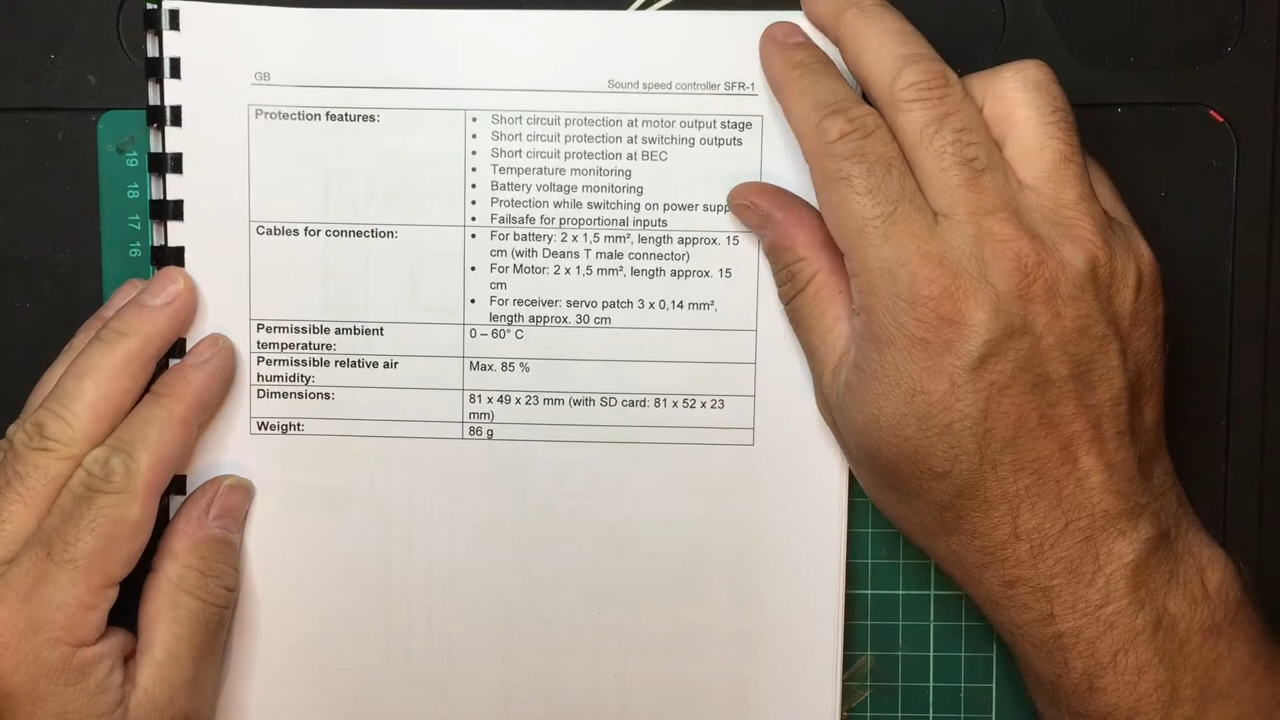 GB
Sound speed controller SFR-1
Protection features:
• Short circuit protection at motor output stage
• Short circuit protection at switching outputs
• Short circuit protection at BEC
• Temperature monitoring
• Battery voltage monitoring
• Protection while switching on power
• Failsafe for proportional inputs
Cables for connection:
• For battery: 2 x 1,5 mm², length approx. 15
cm (with Deans T male connector)
• For Motor: 2 x 1,5 mm², length approx. 15
cm
• For receiver: servo patch 3 x 0,14 mm²,
length approx. 30 cm
Permissible ambient
temperature:
0 – 60° C
Permissible relative air
humidity:
Max. 85 %
Dimensions:
81 x 49 x 23 mm (with SD card: 81 x 52 x 23
mm)
Weight:
86 g
19
18
17
16